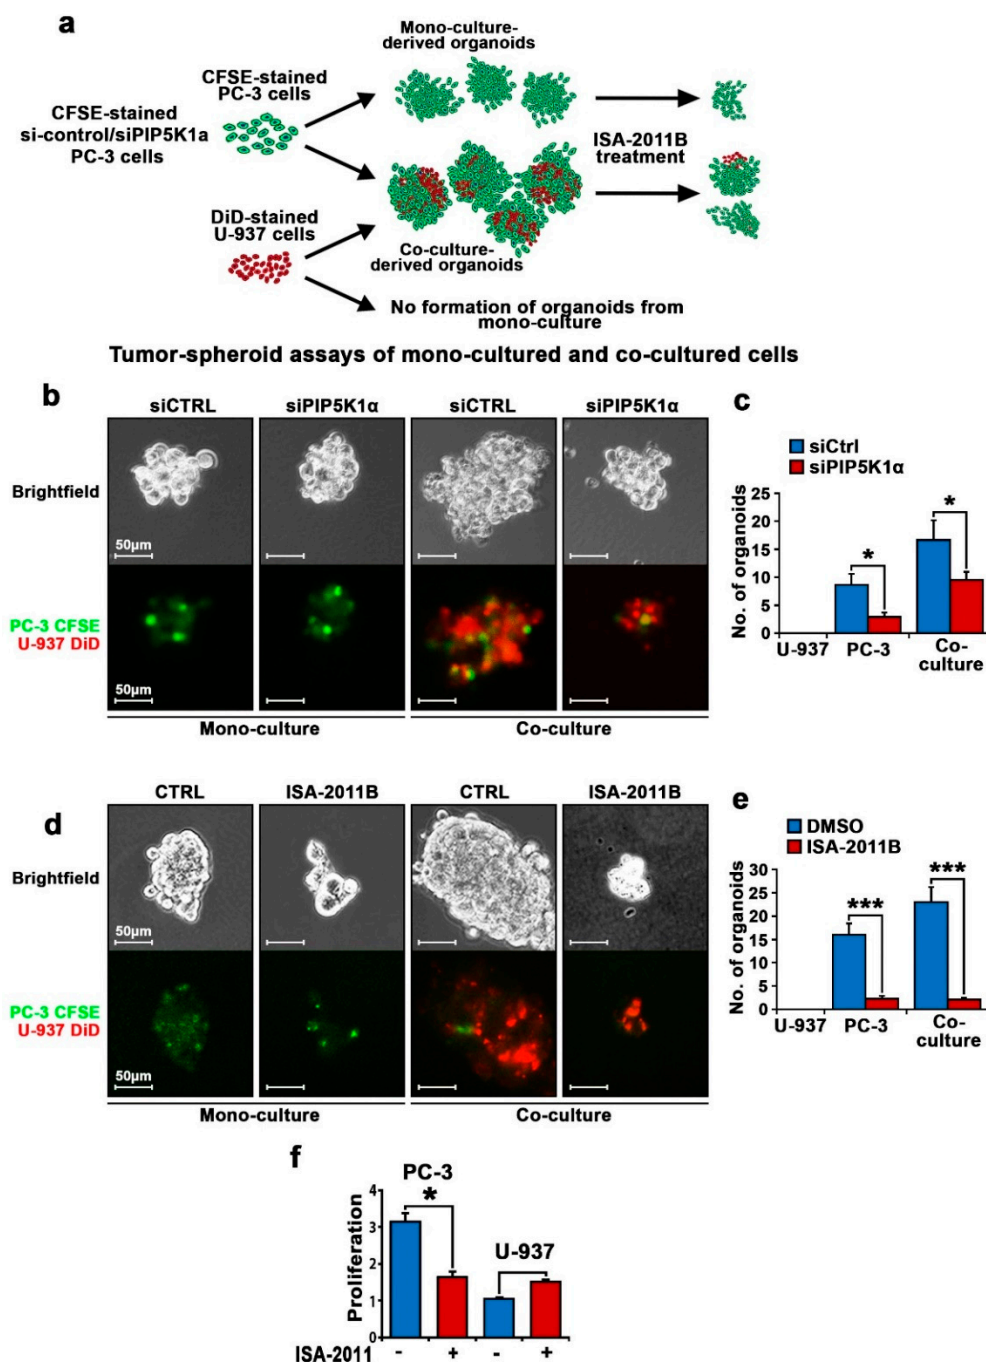 a
Mono-culture-
derived organoids
CFSE-stained
PC-3 cells
CFSE-stained
si-control/siPIP5K1a
PC-3 cells
ISA-2011B
treatment
DiD-stained
U-937 cells
Co-culture-
derived organoids
No formation of organoids from
mono-culture
Tumor-spheroid assays of mono-cultured and co-cultured cells
b
siCTRL siPIP5K1α siCTRL siPIP5K1α
Brightfield
50μm
PC-3 CFSE
U-937 DiD
50μm
Mono-culture Co-culture
c
siCtrl
siPIP5K1α
No. of organoids
25
20
15
10
5
0
* *
U-937 PC-3 Co-
culture
d
CTRL ISA-2011B CTRL ISA-2011B
Brightfield
50μm
PC-3 CFSE
U-937 DiD
50μm
Mono-culture Co-culture
e
DMSO
ISA-2011B
No. of organoids
30
25
20
15
10
5
0
*** ***
U-937 PC-3 Co-
culture
f
PC-3
*
U-937
Proliferation
4
3
2
1
0
ISA-2011 - + - +